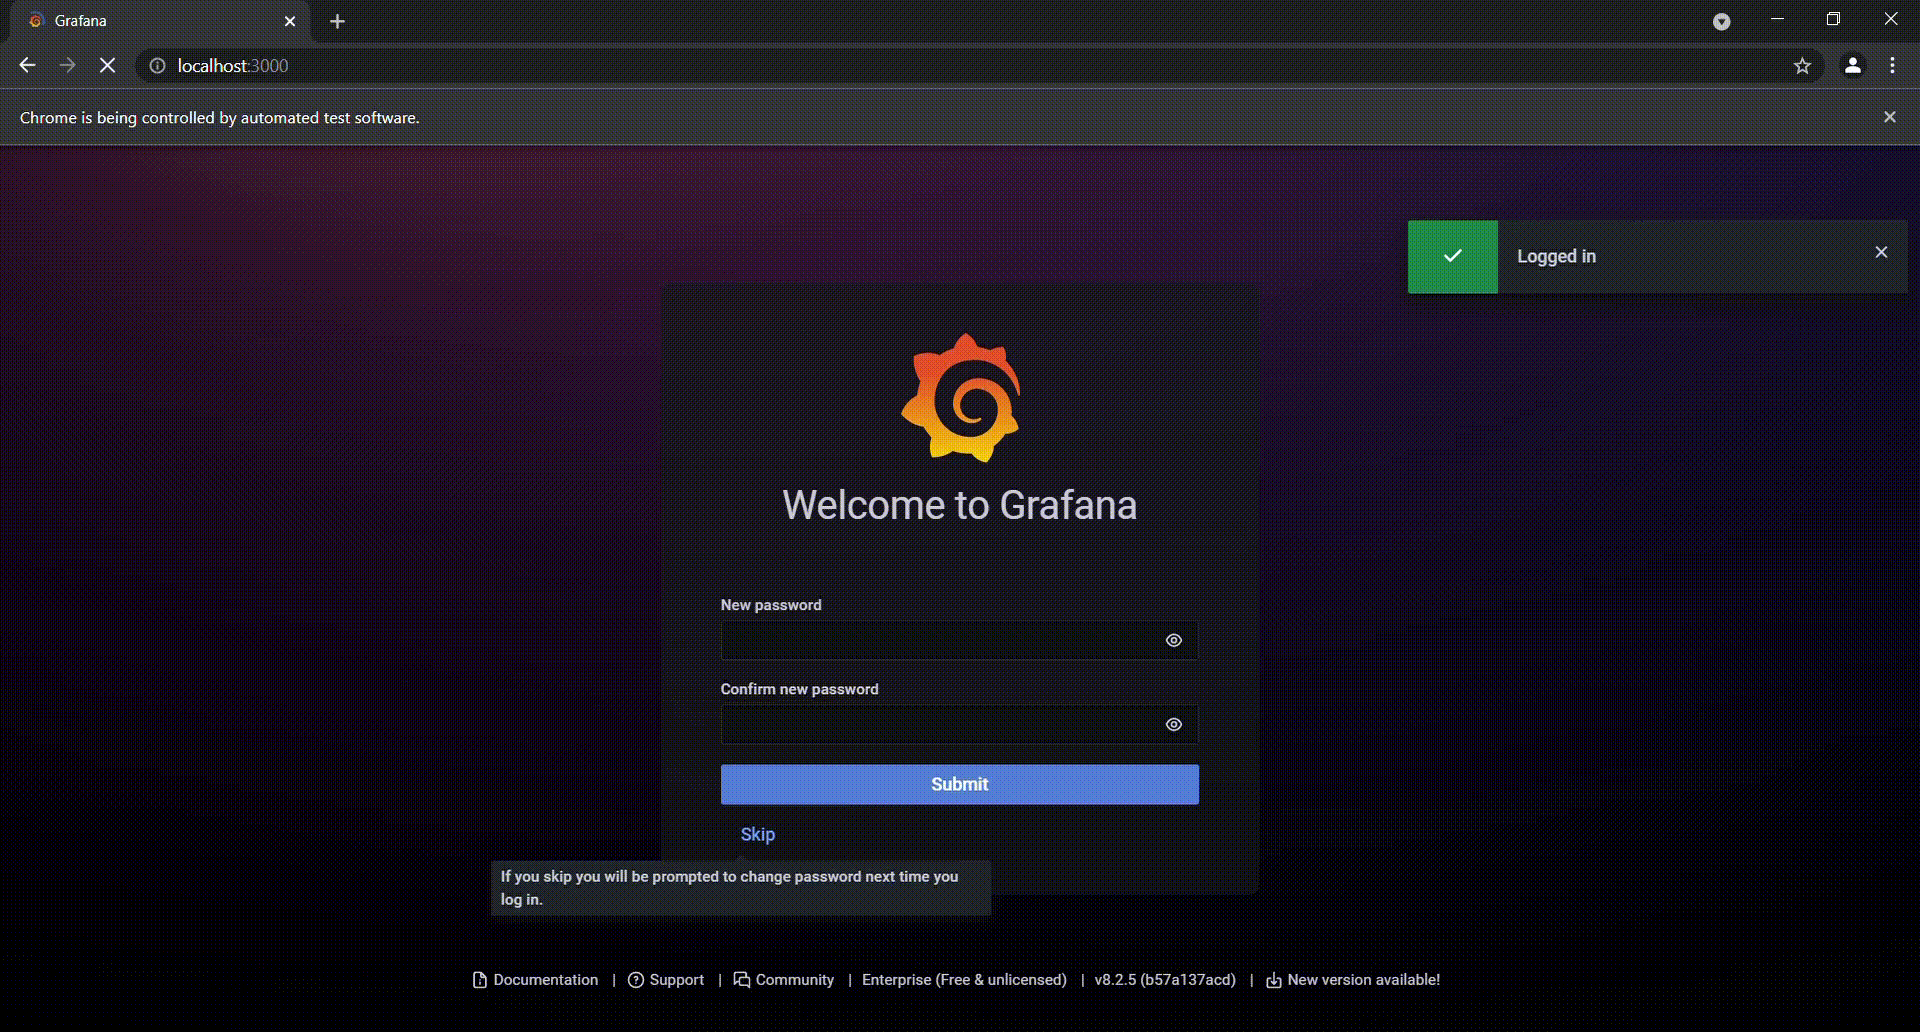 Grafana
localhost:3000
Chrome is being controlled by automated test software.
Logged in
Welcome to Grafana
New password
Confirm new password
Submit
Skip
If you skip you will be prompted to change password next time you
log in.
Documentation | Support | Community | Enterprise (Free & unlicensed) | v8.2.5 (b57a137acd) | New version available!